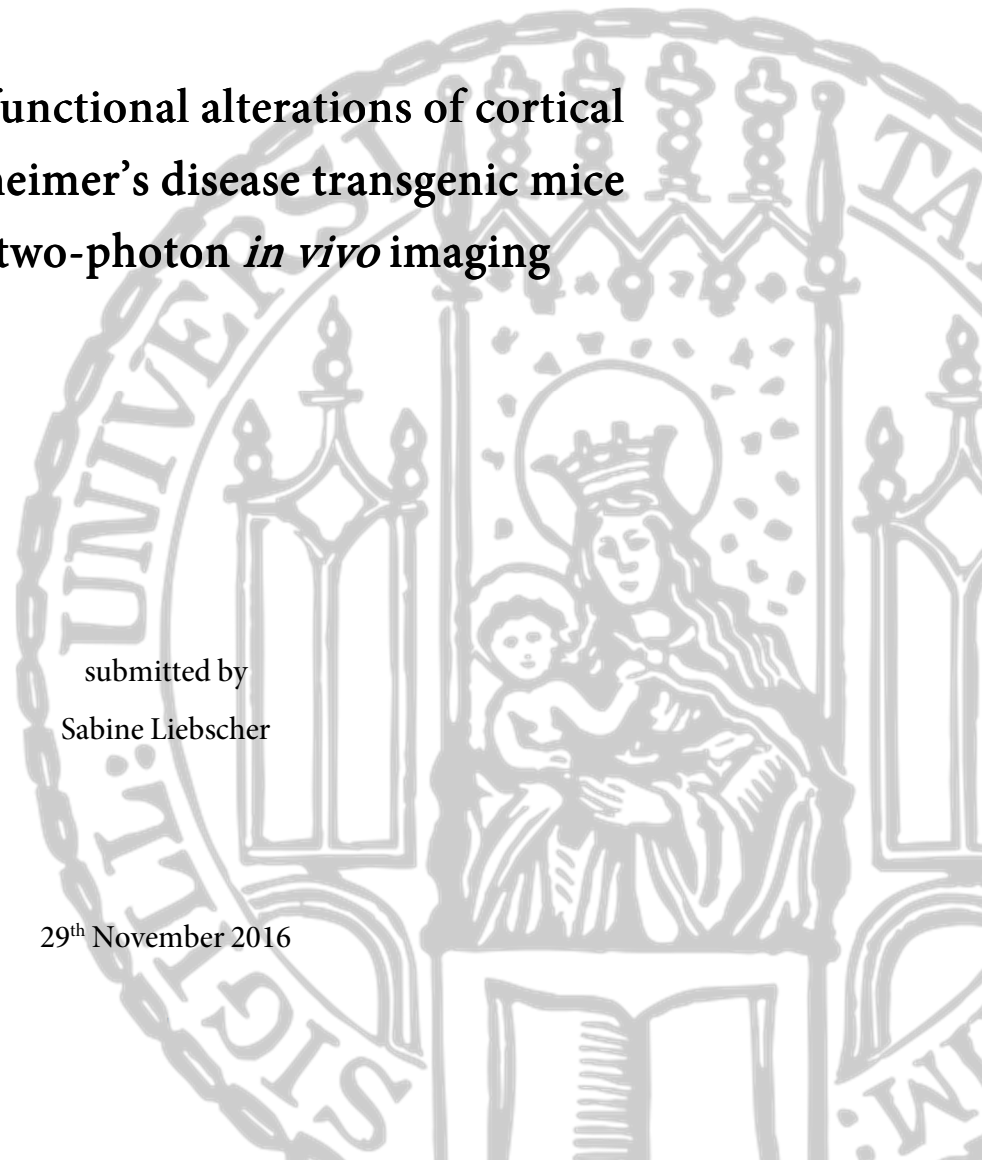 functional alterations of cortical
heimer’s disease transgenic mice
two-photon in vivo imaging
UNIVERSI TA
submitted by
Sabine Liebscher
SIGILL:
29th November 2016